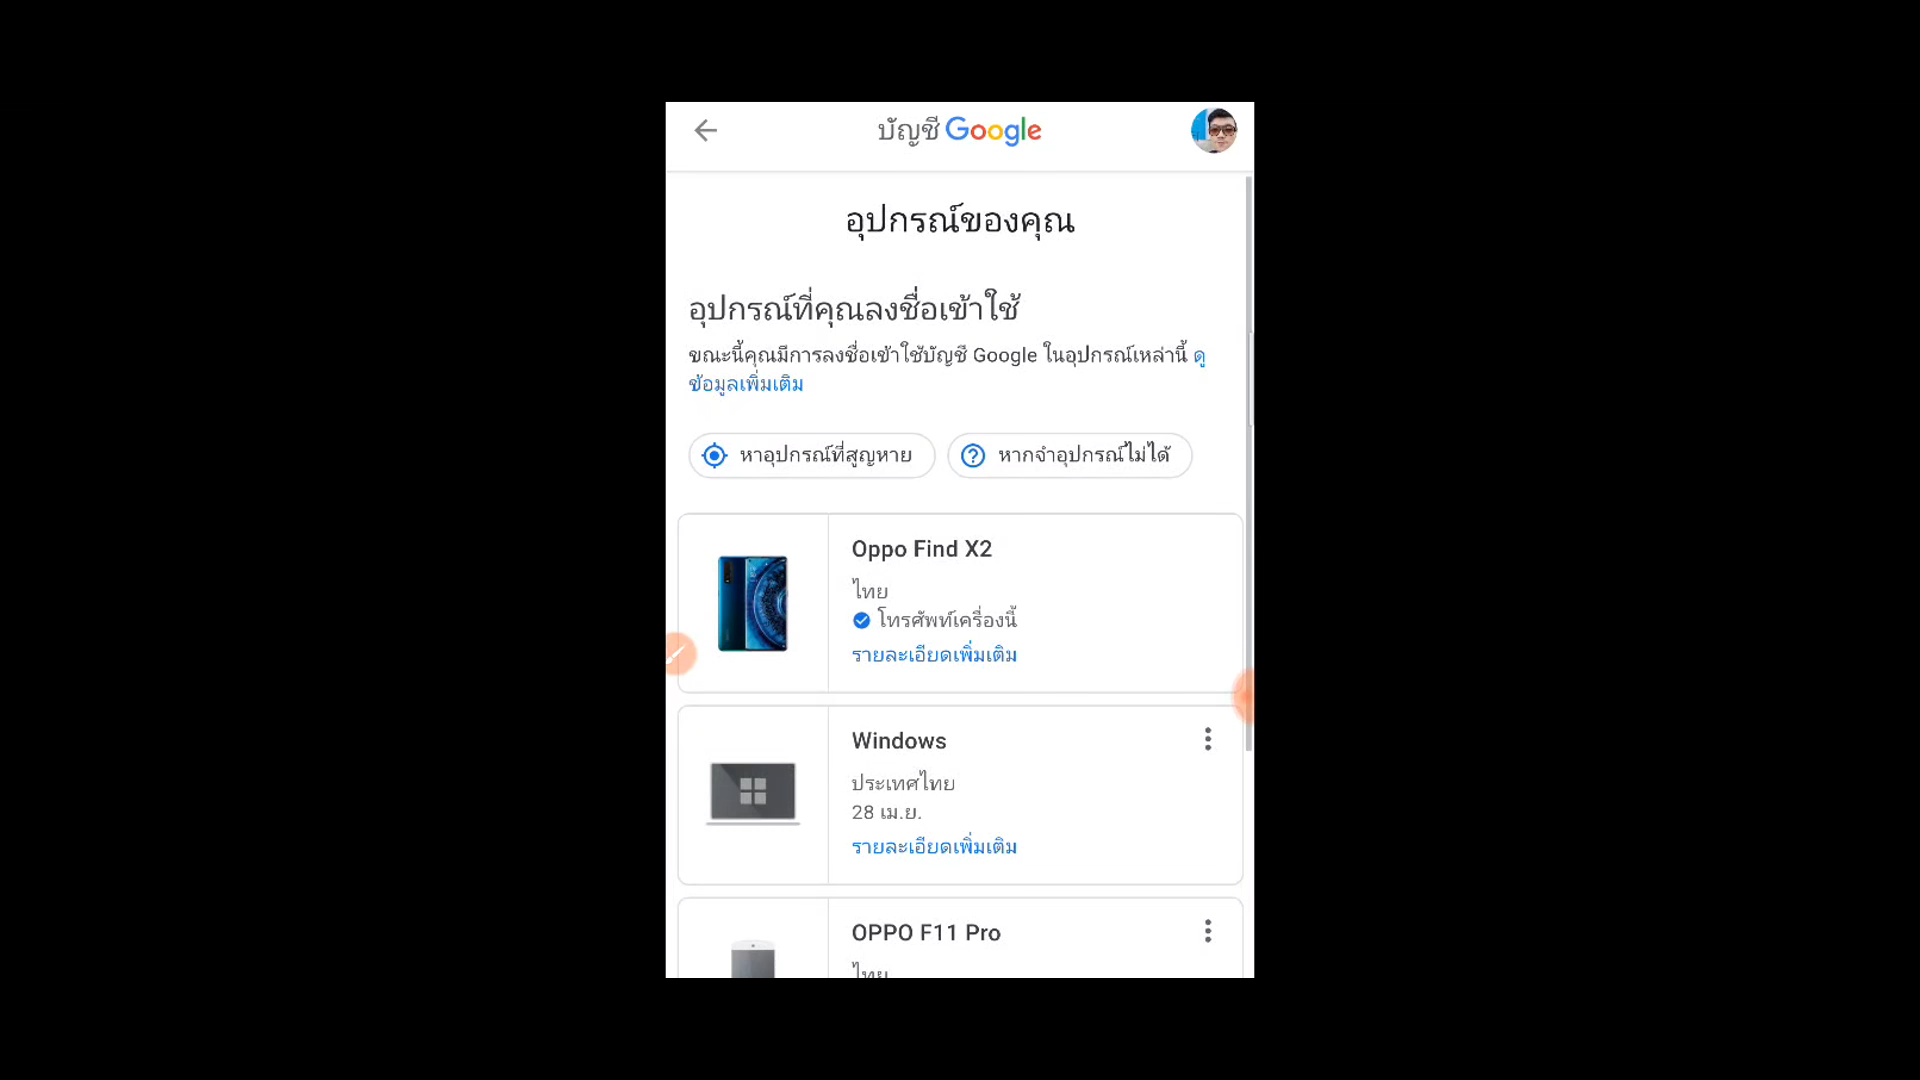 บัญชี Google
อุปกรณ์ของคุณ
อุปกรณ์ที่คุณลงชื่อเข้าใช้
ขณะนี้คุณมีการลงชื่อเข้าใช้บัญชี Google ในอุปกรณ์เหล่านี้ ดู
ข้อมูลเพิ่มเติม
หาอุปกรณ์ที่สูญหาย
หากจำอุปกรณ์ไม่ได้
Oppo Find X2
ไทย
โทรศัพท์เครื่องนี้
รายละเอียดเพิ่มเติม
Windows
ประเทศไทย
28 เม.ย.
รายละเอียดเพิ่มเติม
OPPO F11 Pro
ไทย